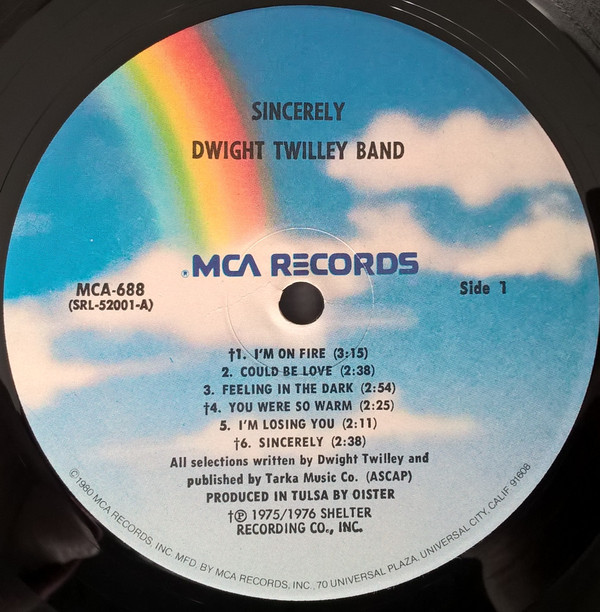 SINCERELY
DWIGHT TWILLEY BAND
®MCA RECORDS
MCA-688
(SRL-52001-A)
Side 1
†1. I'M ON FIRE (3:15)
2. COULD BE LOVE (2:38)
3. FEELING IN THE DARK (2:54)
†4. YOU WERE SO WARM (2:25)
5. I'M LOSING YOU (2:11)
†6. SINCERELY (2:38)
All selections written by Dwight Twilley and
published by Tarka Music Co. (ASCAP)
PRODUCED IN TULSA BY OISTER
†℗ 1975/1976 SHELTER
RECORDING CO., INC.
©1980 MCA RECORDS, INC. MFD. BY MCA RECORDS, INC., 70 UNIVERSAL PLAZA, UNIVERSAL CITY, CALIF. 91608